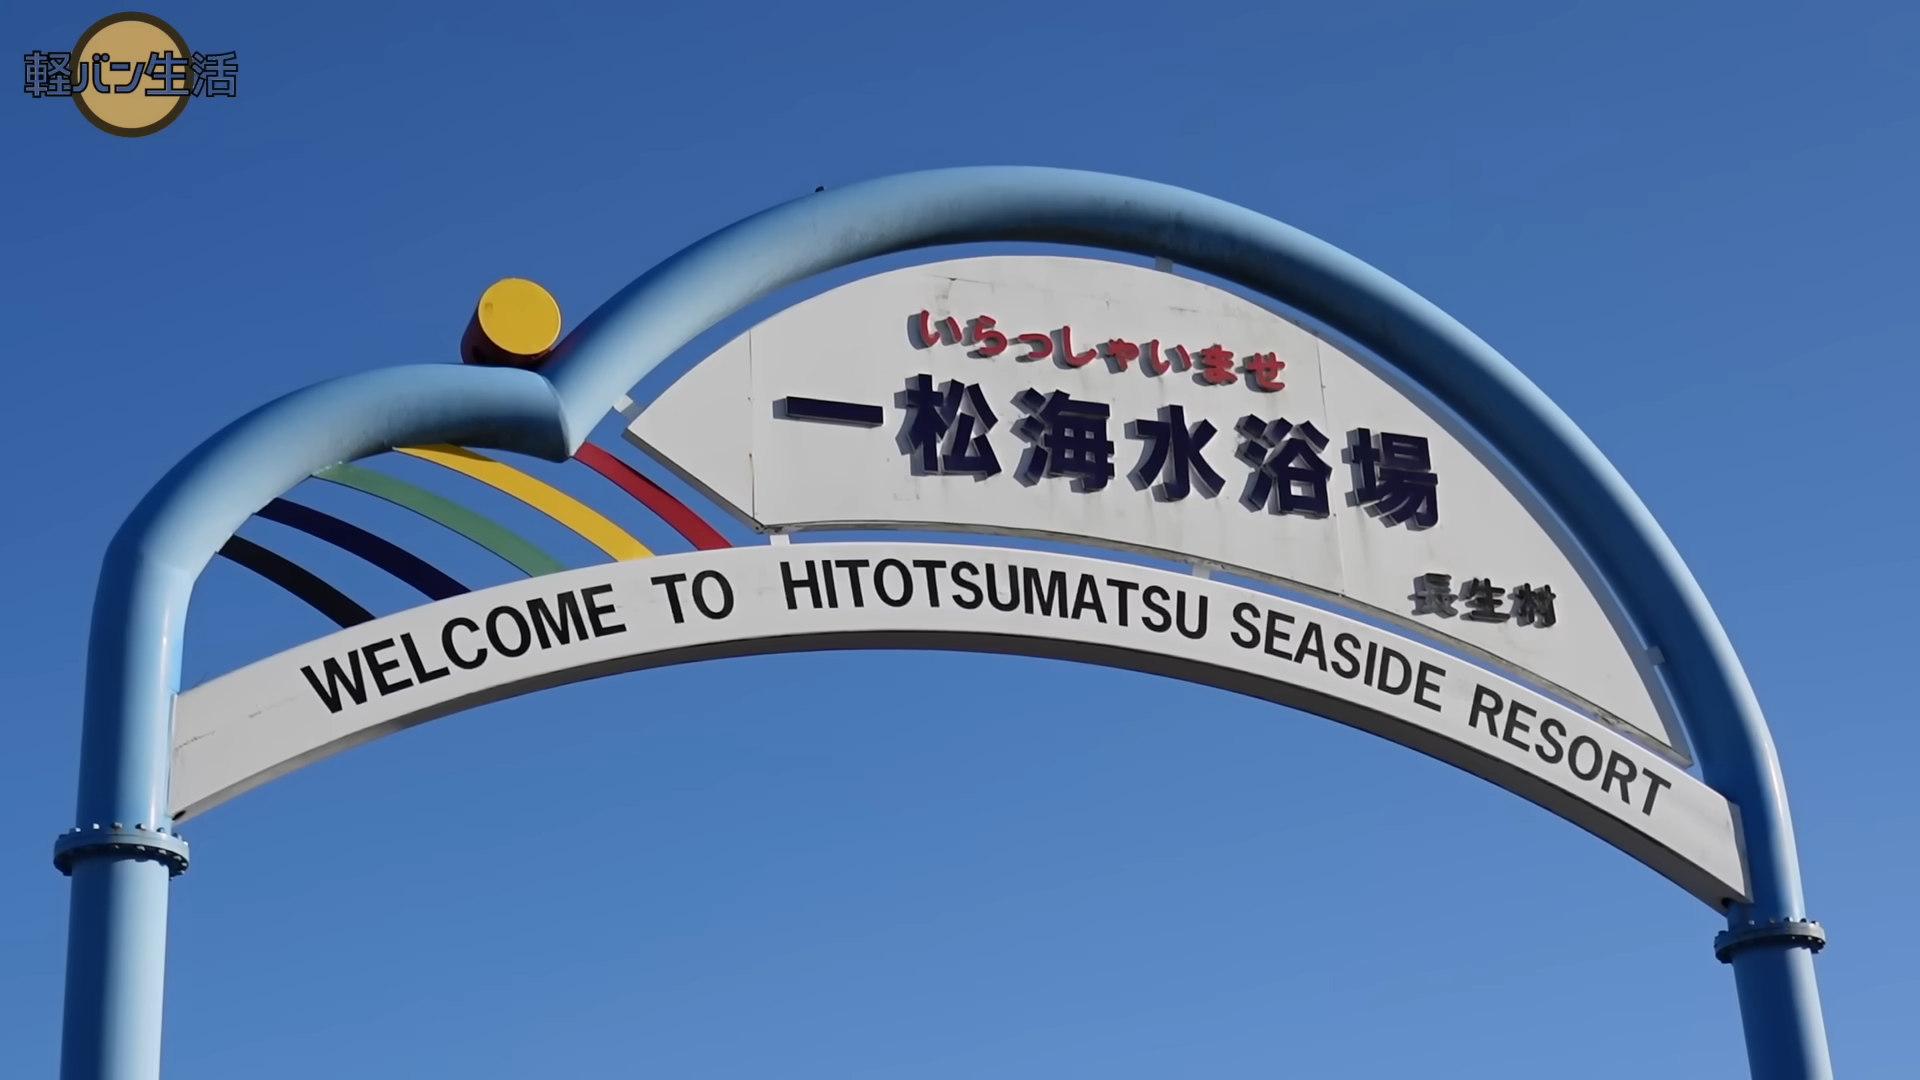 軽バン生活
いらっしゃいませ
一松海水浴場
長生村
WELCOME TO HITOTSUMATSU SEASIDE RESORT